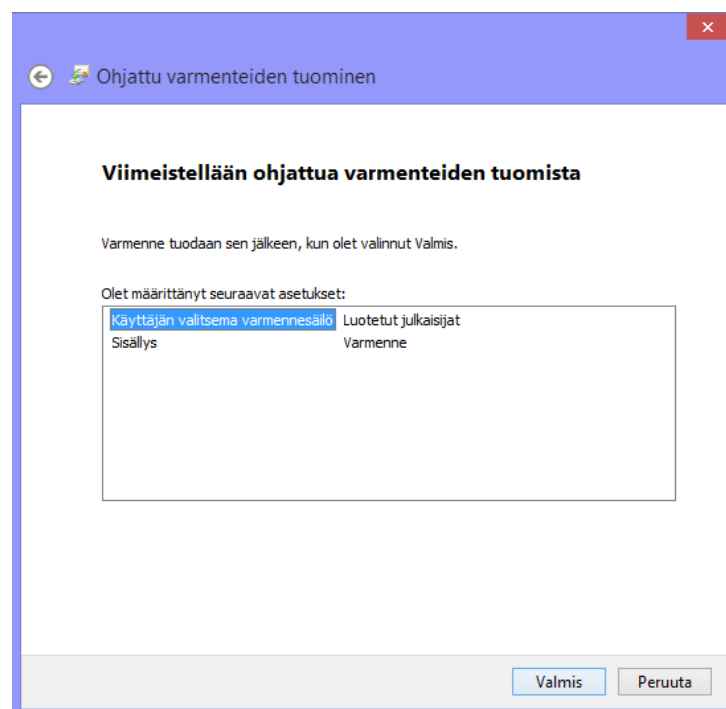 Ohjattu varmenteiden tuominen
Viimeistellään ohjattua varmenteiden tuomista
Varmenne tuodaan sen jälkeen, kun olet valinnut Valmis.
Olet määrittänyt seuraavat asetukset:
Käyttäjän valitsema varmennesäilö Luotetut julkaisijat
Sisällys Varmenne
Valmis Peruuta